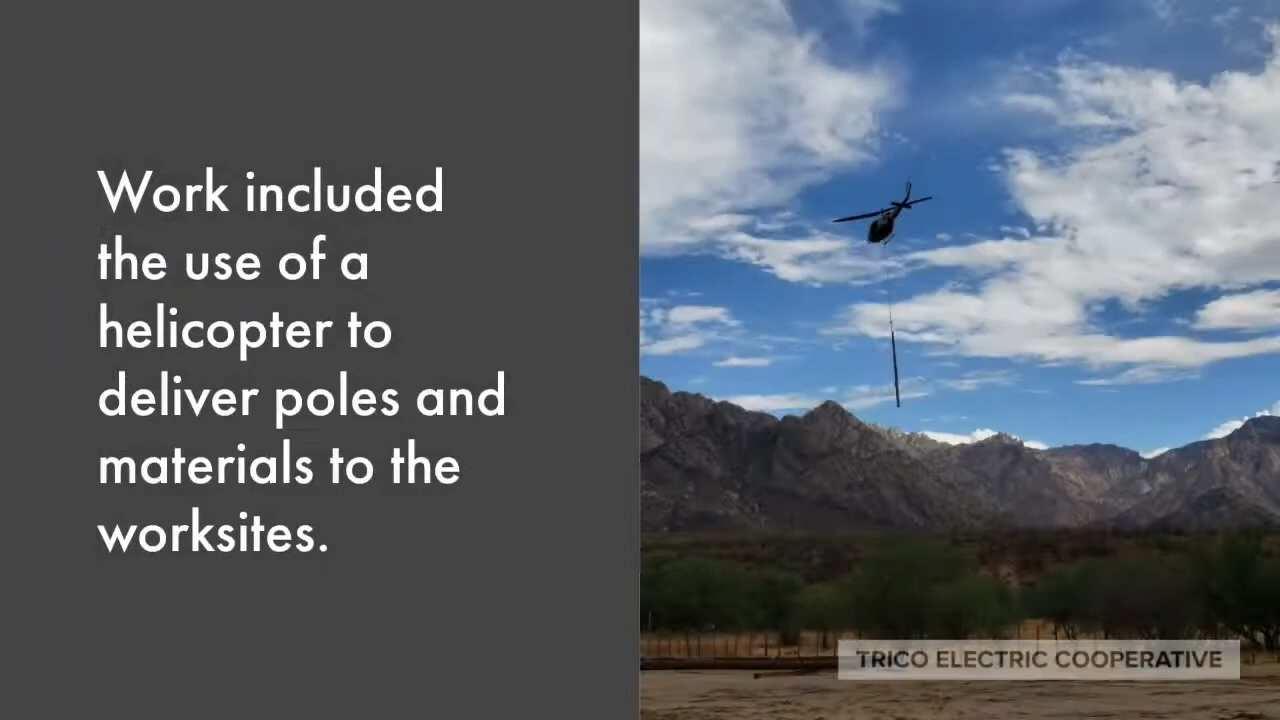 Work included
the use of a
helicopter to
deliver poles and
materials to the
worksites.
TRICO ELECTRIC COOPERATIVE